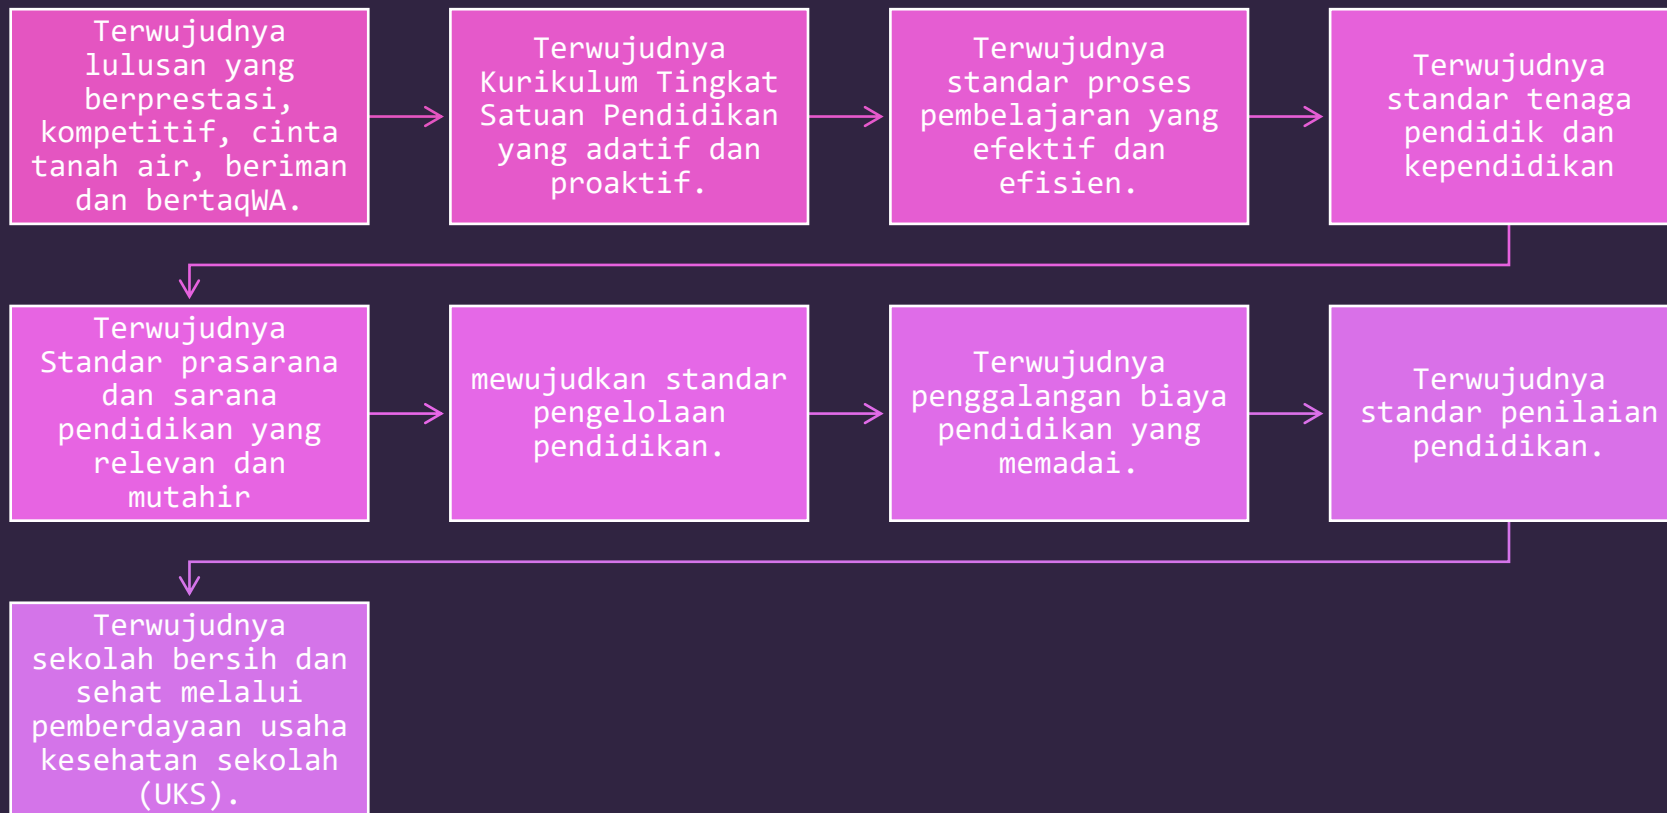 Terwujudnya
lulusan yang
berprestasi,
kompetitif, cinta
tanah air, beriman
dan bertaqWA.
Terwujudnya
Kurikulum Tingkat
Satuan Pendidikan
yang adatif dan
proaktif.
Terwujudnya
standar proses
pembelajaran yang
efektif dan
efisien.
Terwujudnya
standar tenaga
pendidik dan
kependidikan
Terwujudnya
Standar prasarana
dan sarana
pendidikan yang
relevan dan
mutahir
mewujudkan standar
pengelolaan
pendidikan.
Terwujudnya
penggalangan biaya
pendidikan yang
memadai.
Terwujudnya
standar penilaian
pendidikan.
Terwujudnya
sekolah bersih dan
sehat melalui
pemberdayaan usaha
kesehatan sekolah
(UKS).